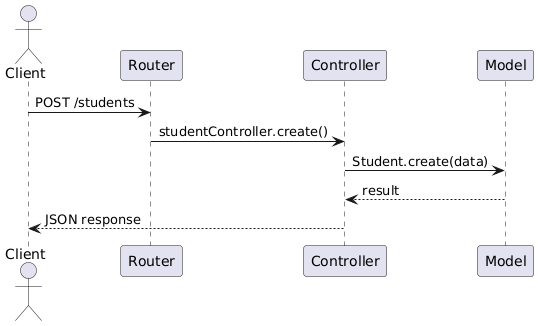 Client
Router
Controller
Model
POST /students
studentController.create()
Student.create(data)
result
JSON response
Client
Router
Controller
Model